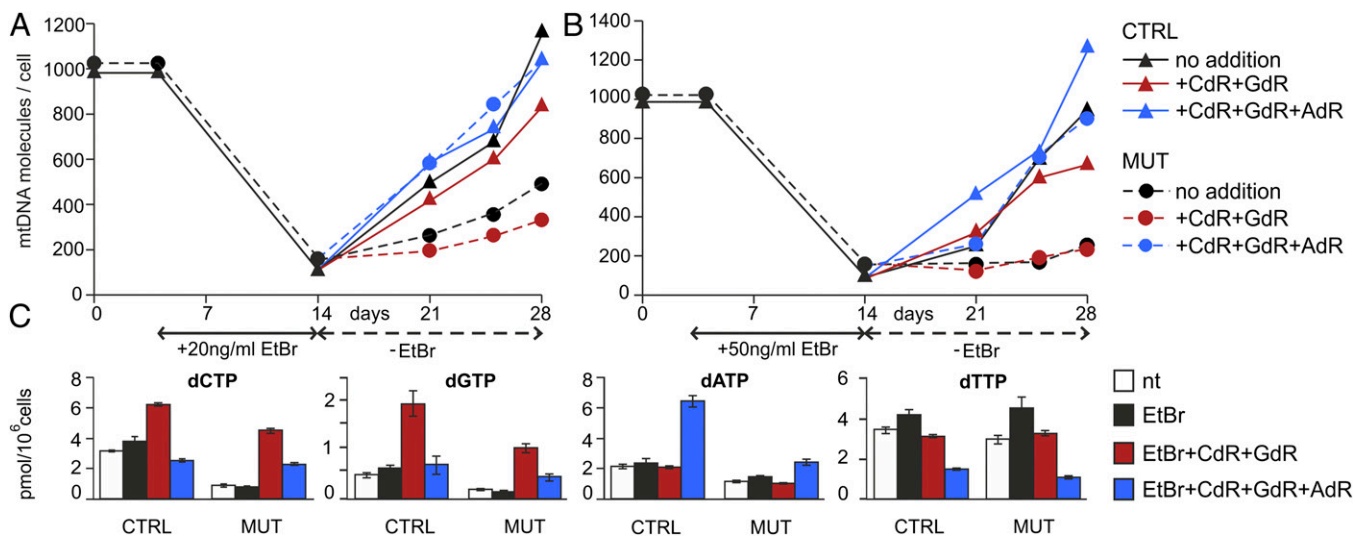 A
mtDNA molecules / cell
1200
1000
800
600
400
200
0
0
7
14
days
21
28
+20ng/ml EtBr
-EtBr
B
1400
1200
1000
800
600
400
200
0
0
7
14
days
21
28
+50ng/ml EtBr
-EtBr
CTRL
no addition
+CdR+GdR
+CdR+GdR+AdR
MUT
no addition
+CdR+GdR
+CdR+GdR+AdR
C
pmol/10⁶cells
dCTP
8
6
4
2
0
CTRL
MUT
dGTP
2
1
0
CTRL
MUT
dATP
8
6
4
2
0
CTRL
MUT
dTTP
6
4
2
0
CTRL
MUT
nt
EtBr
EtBr+CdR+GdR
EtBr+CdR+GdR+AdR